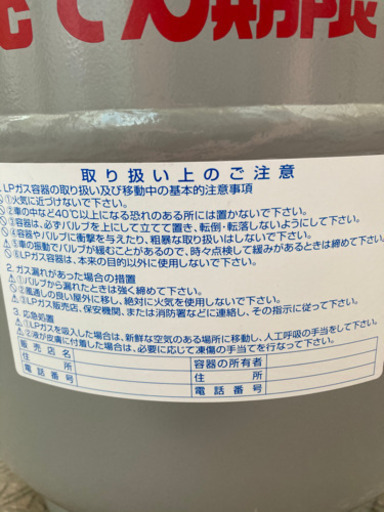 充てん期限
取り扱い上のご注意
LPガス容器の取り扱い及び移動中の基本的注意事項
①火気に近づけないで下さい。
②車の中など40℃以上になる恐れのある所には置かないで下さい。
③容器は、必ずバルブを上にして立てて置き、転倒・転落しないようにして下さい。
④容器やバルブに衝撃を与えたり、粗暴な取り扱いはしないで下さい。
⑤車の振動でバルブが緩むことがあるので、時々点検して緩みがあるときは締めて下さい。
⑥LPガス容器は、本来の目的以外に使用しないで下さい。
2. ガス漏れがあった場合の措置
①バルブから漏れたときは強く締めて下さい。
②風通しの良い屋外に移し、絶対に火気を使用しないで下さい。
③LPガス販売店、保安機関、または消防署などに連絡し、その指示に従って下さい。
3. 応急処置
①LPガスを吸入した場合は、新鮮な空気のある場所に移動し、人工呼吸の手当をして下さい。
②液が皮膚に付着した場合は、必要に応じて凍傷の手当てを行なって下さい。
販売店名 容器の所有者
住所 住所
電話番号 電話番号